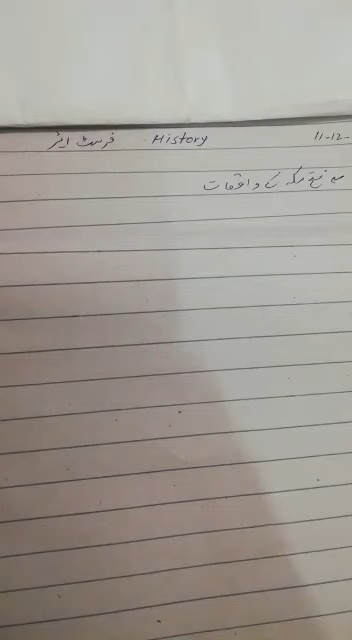 فرسٹ ایئر History 11-12-
فتح مکہ کے واقعات